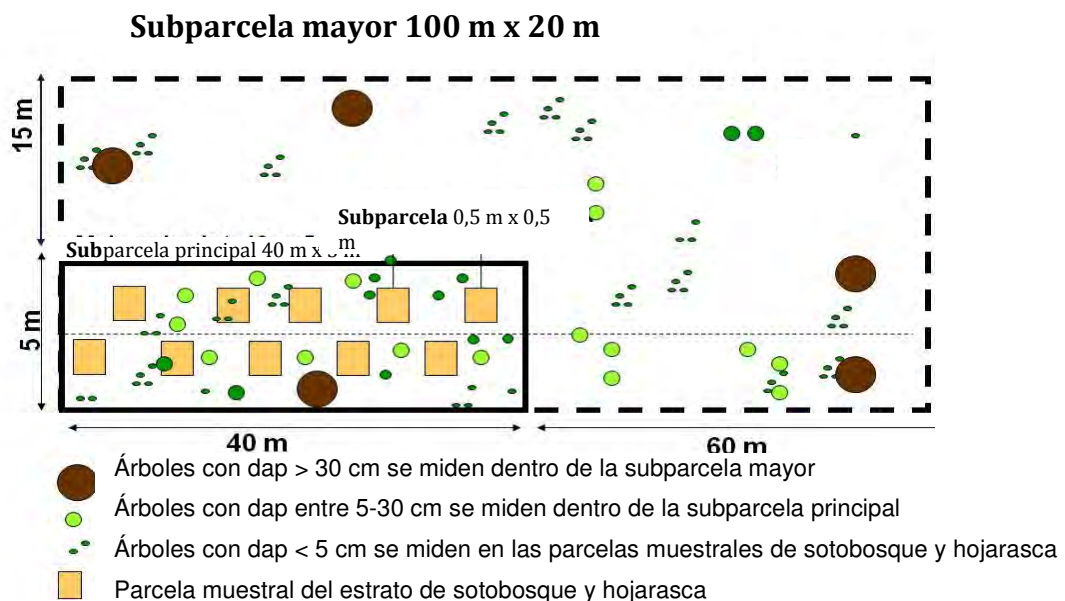 Subparcela mayor 100 m x 20 m
15 m
Subparcela 0,5 m x 0,5
m
Subparcela principal 40 m x
5 m
40 m
60 m
Árboles con dap > 30 cm se miden dentro de la subparcela mayor
Árboles con dap entre 5-30 cm se miden dentro de la subparcela principal
Árboles con dap < 5 cm se miden en las parcelas muestrales de sotobosque y hojarasca
Parcela muestral del estrato de sotobosque y hojarasca